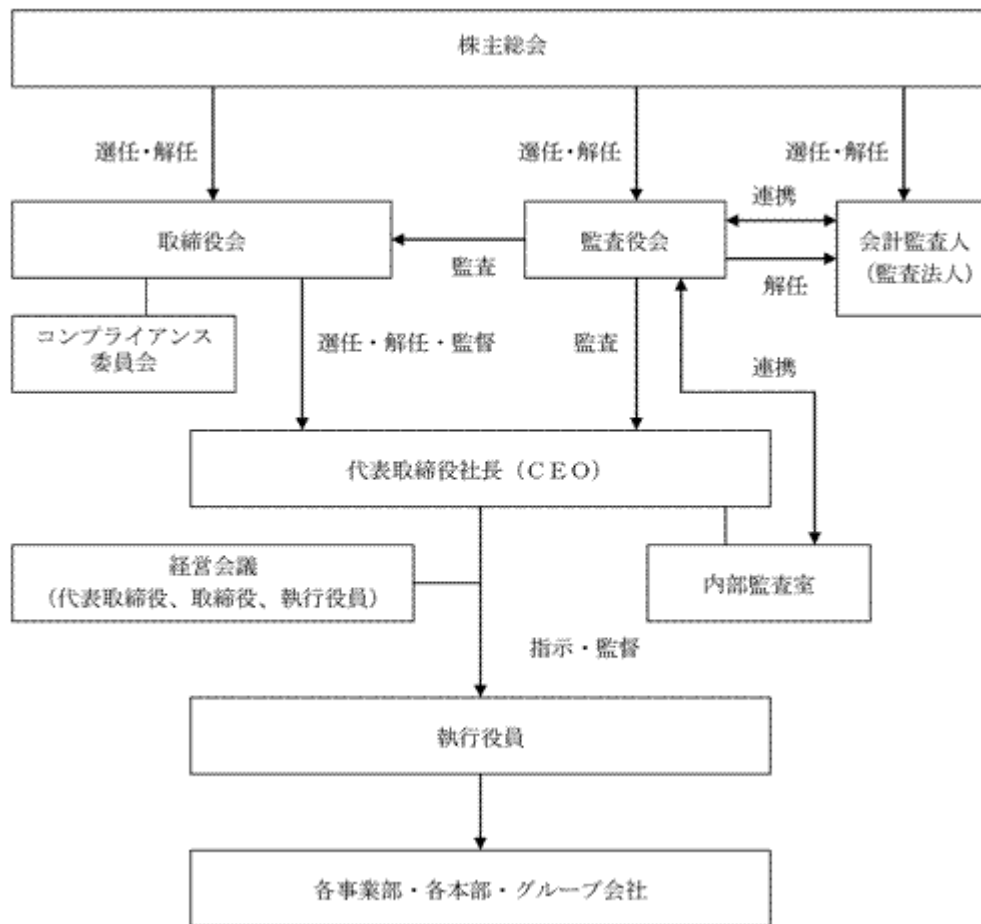 株主総会
選任・解任
選任・解任
選任・解任
取締役会
監査
監査役会
連携
解任
会計監査人
（監査法人）
コンプライアンス
委員会
選任・解任・監督
監査
連携
代表取締役社長（ＣＥＯ）
経営会議
（代表取締役、取締役、執行役員）
内部監査室
指示・監督
執行役員
各事業部・各本部・グループ会社